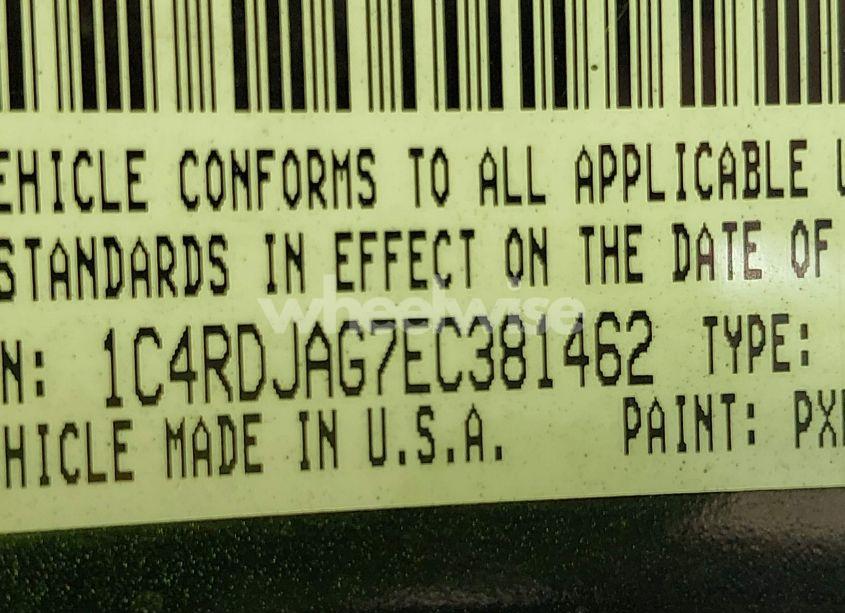 EHICLE CONFORMS TO ALL APPLICABLE U
STANDARDS IN EFFECT ON THE DATE OF
N: 1C4RDJAG7EC381462 TYPE:
HICLE MADE IN U.S.A. PAINT: PX
wheelwise